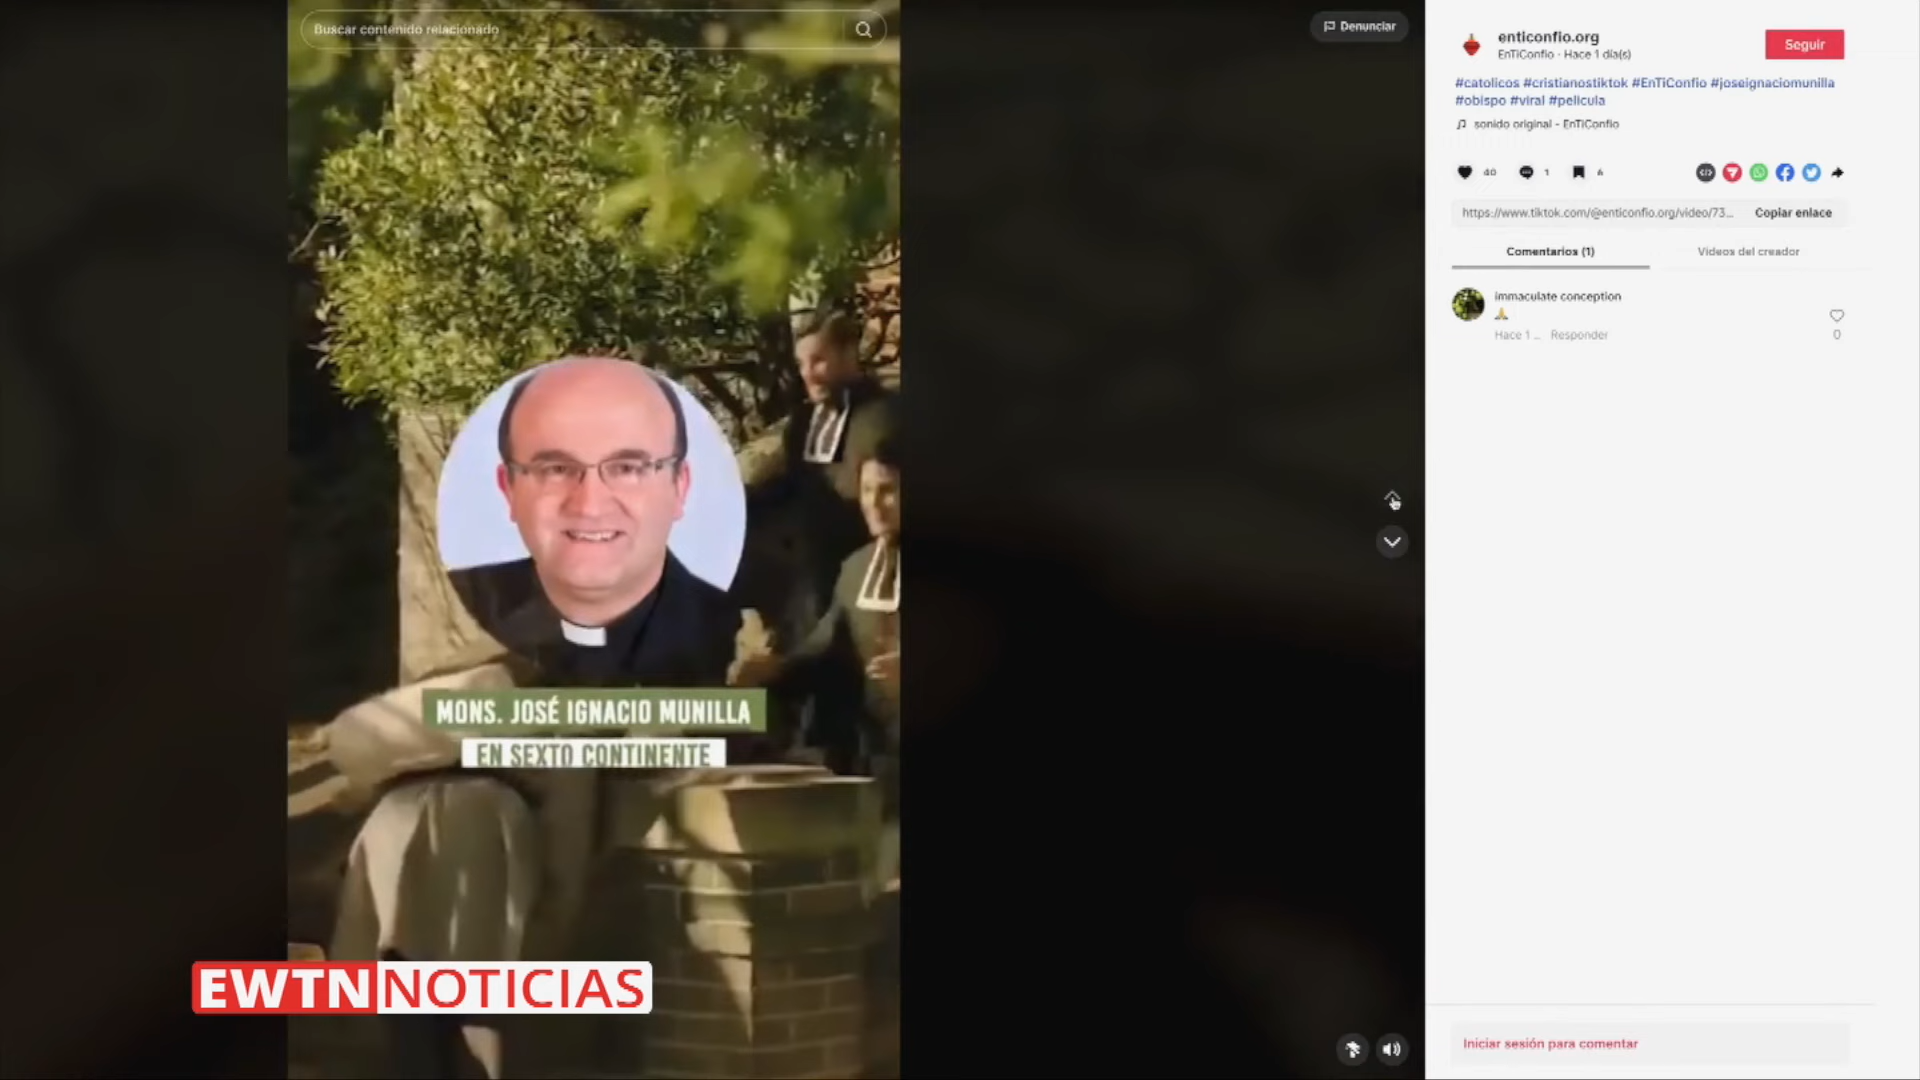 Buscar contenido relacionado
Denunciar
MONS. JOSÉ IGNACIO MUNILLA
EN SEXTO CONTINENTE
EWTN NOTICIAS
enticonfio.org
EnTiConfio · Hace 1 día(s)
Seguir
#catolicos #cristianostiktok #EnTiConfio #joseignaciomunilla
#obispo #viral #pelicula
sonido original - EnTiConfio
40 1 6
https://www.tiktok.com/@enticonfio.org/video/73...
Copiar enlace
Comentarios (1)
Videos del creador
immaculate conception
Hace 1 ... Responder
0
Iniciar sesión para comentar